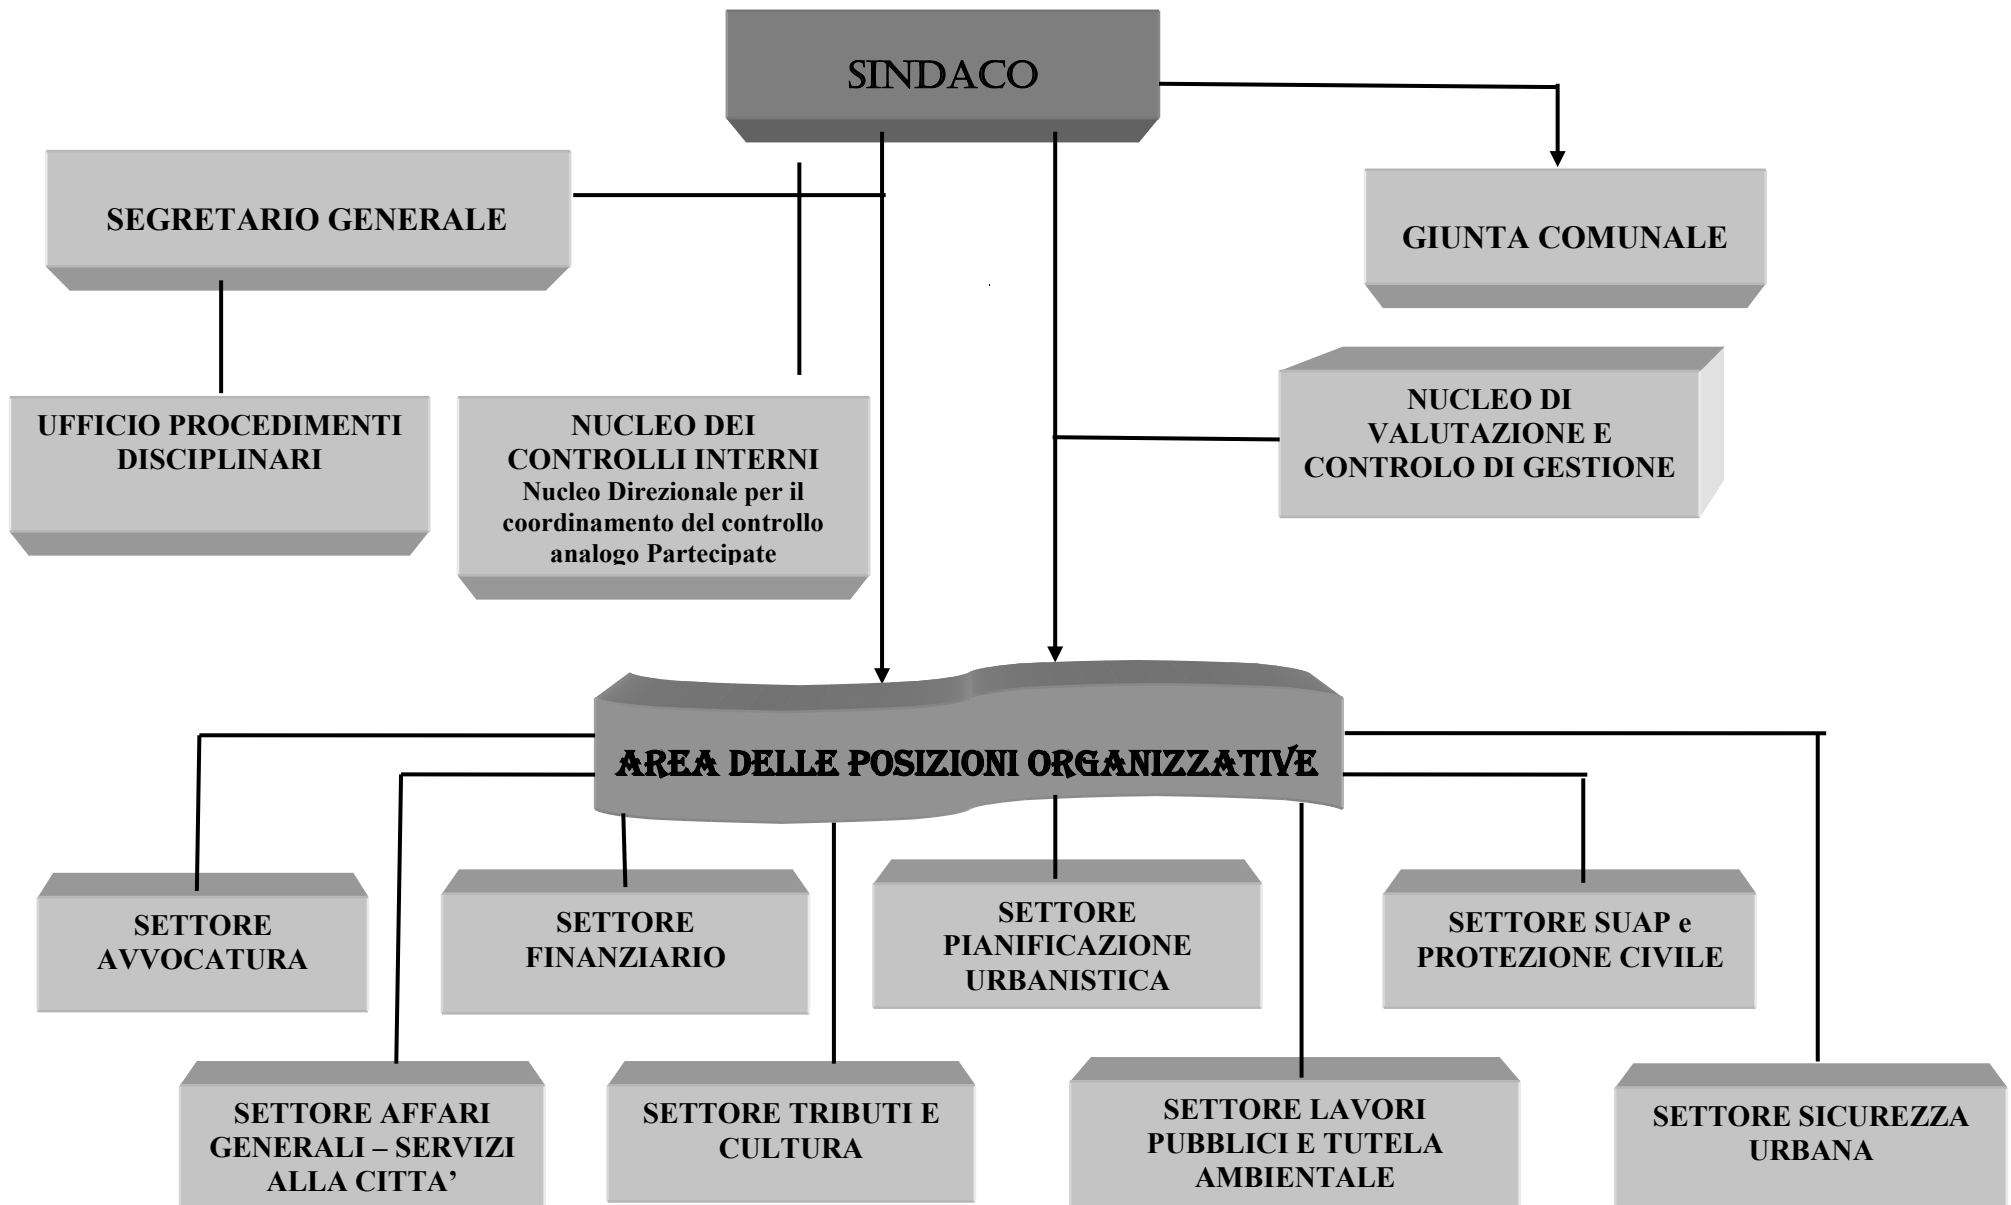 SINDACO
SEGRETARIO GENERALE
GIUNTA COMUNALE
UFFICIO PROCEDIMENTI
DISCIPLINARI
NUCLEO DEI
CONTROLLI INTERNI
Nucleo Direzionale per il
coordinamento del controllo
analogo Partecipate
NUCLEO DI
VALUTAZIONE E
CONTROLO DI GESTIONE
AREA DELLE POSIZIONI ORGANIZZATIVE
SETTORE
AVVOCATURA
SETTORE
FINANZIARIO
SETTORE
PIANIFICAZIONE
URBANISTICA
SETTORE SUAP e
PROTEZIONE CIVILE
SETTORE AFFARI
GENERALI – SERVIZI
ALLA CITTA’
SETTORE TRIBUTI E
CULTURA
SETTORE LAVORI
PUBBLICI E TUTELA
AMBIENTALE
SETTORE SICUREZZA
URBANA